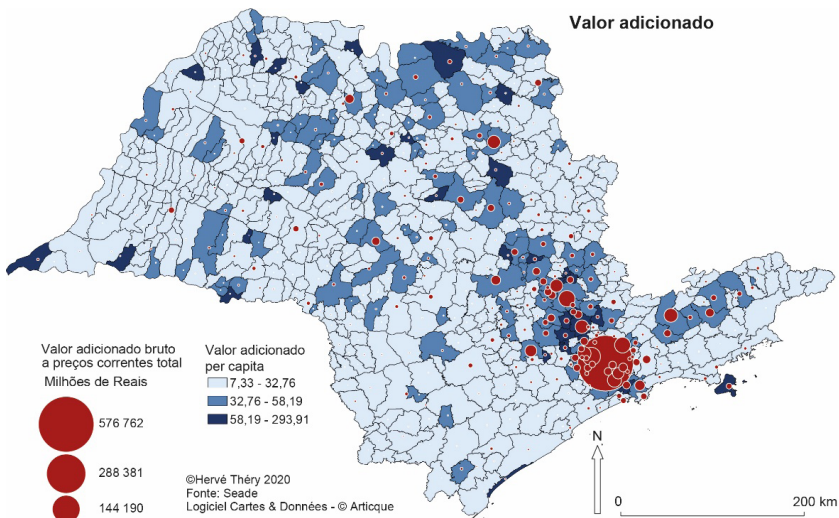 Valor adicionado
Valor adicionado bruto
a preços correntes total
Milhões de Reais
576 762
288 381
144 190
Valor adicionado
per capita
7,33 - 32,76
32,76 - 58,19
58,19 - 293,91
©Hervé Théry 2020
Fonte: Seade
Logiciel Cartes & Données - © Articque
N
0
200 km